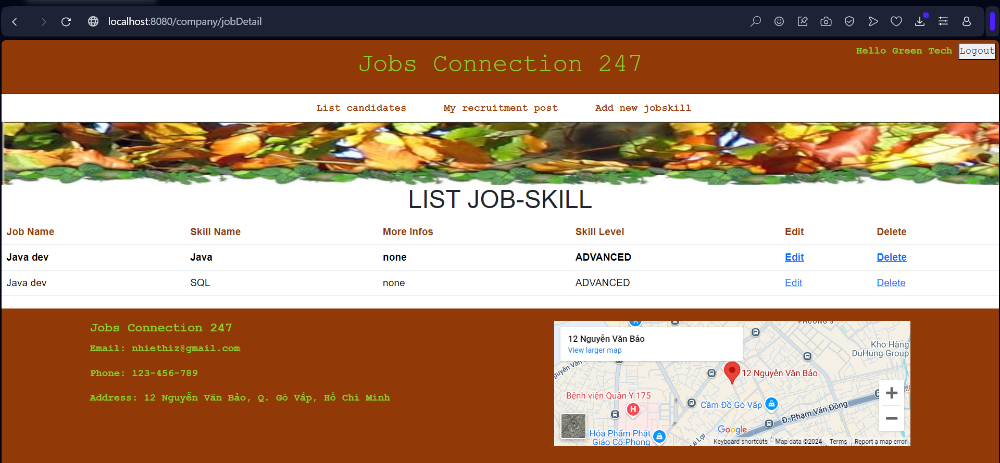 localhost:8080/company/jobDetail
Hello Green Tech Logout
Jobs Connection 247
List candidates My recruitment post Add new jobskill
LIST JOB-SKILL
Job Name Skill Name More Infos Skill Level Edit Delete
Java dev Java none ADVANCED Edit Delete
Java dev SQL none ADVANCED Edit Delete
Jobs Connection 247
Email: nhiethiz@gmail.com
Phone: 123-456-789
Address: 12 Nguyễn Văn Bảo, Q. Gò Vấp, Hồ Chí Minh
PHƯỜNG 5
12 Nguyễn Văn Bảo
View larger map
Kho Hàng
DuHung Group
guyễn Văn
12 Nguyễn Văn Bảo
Bệnh viện Quân Y 175
H
Cầm Đồ Gò Vấp
Đ. Phạm Văn Đồng
Hóa Phẩm Phật
Giáo Cổ Phong
Lê Lợi
Google
Keyboard shortcuts Map data ©2024 Terms Report a map error